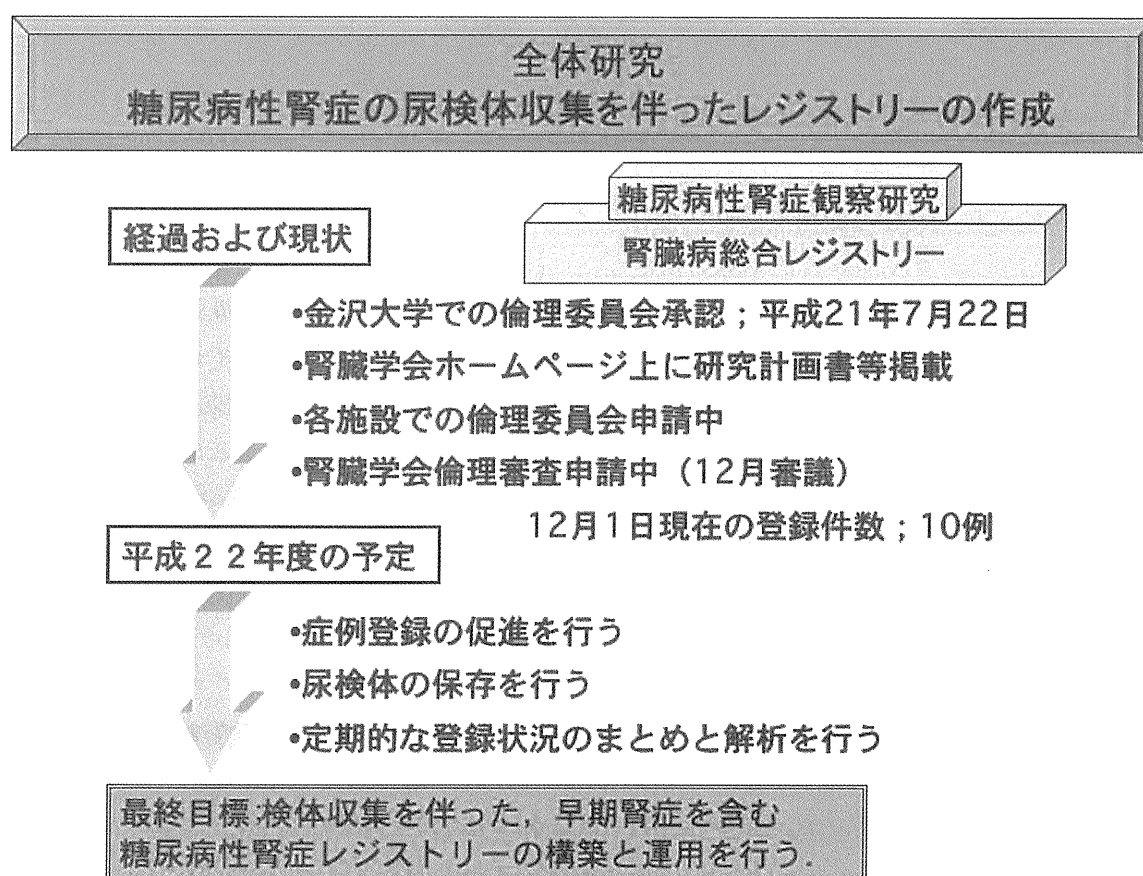 全体研究
糖尿病性腎症の尿検体収集を伴ったレジストリーの作成
糖尿病性腎症観察研究
腎臓病総合レジストリー
経過および現状
•金沢大学での倫理委員会承認；平成21年7月22日
•腎臓学会ホームページ上に研究計画書等掲載
•各施設での倫理委員会申請中
•腎臓学会倫理審査申請中（12月審議）
12月1日現在の登録件数；10例
平成２２年度の予定
•症例登録の促進を行う
•尿検体の保存を行う
•定期的な登録状況のまとめと解析を行う
最終目標:検体収集を伴った，早期腎症を含む
糖尿病性腎症レジストリーの構築と運用を行う.